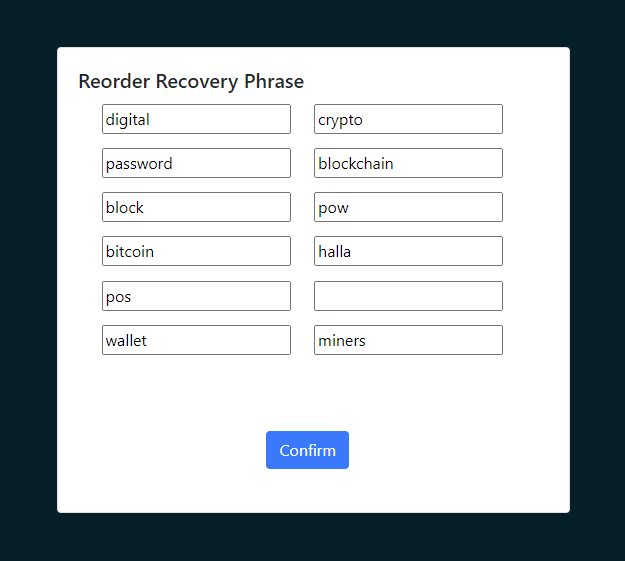 Reorder Recovery Phrase
digital crypto
password blockchain
block pow
bitcoin halla
pos
wallet miners
Confirm